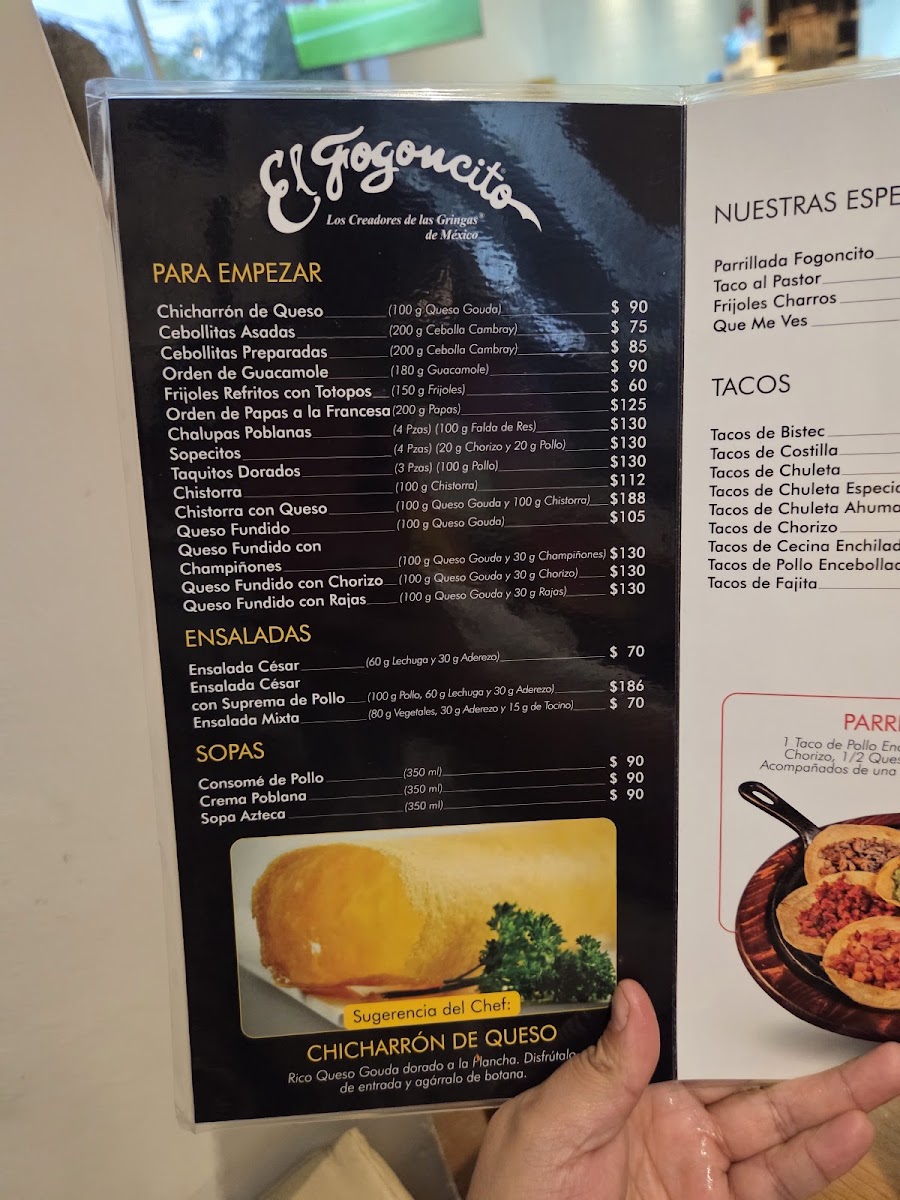 El Fogoncito
Los Creadores de las Gringas®
de México
PARA EMPEZAR
Chicharrón de Queso (100 g Queso Gouda) $ 90
Cebollitas Asadas (200 g Cebolla Cambray) $ 75
Cebollitas Preparadas (200 g Cebolla Cambray) $ 85
Orden de Guacamole (180 g Guacamole) $ 90
Frijoles Refritos con Totopos (150 g Frijoles) $ 60
Orden de Papas a la Francesa (200 g Papas) $125
Chalupas Poblanas (4 Pzas) (100 g Falda de Res) $130
Sopecitos (4 Pzas) (20 g Chorizo y 20 g Pollo) $130
Taquitos Dorados (3 Pzas) (100 g Pollo) $130
Chistorra (100 g Chistorra) $112
Chistorra con Queso (100 g Queso Gouda y 100 g Chistorra) $188
Queso Fundido (100 g Queso Gouda) $105
Queso Fundido con
Champiñones (100 g Queso Gouda y 30 g Champiñones) $130
Queso Fundido con Chorizo (100 g Queso Gouda y 30 g Chorizo) $130
Queso Fundido con Rajas (100 g Queso Gouda y 30 g Rajas) $130
ENSALADAS
Ensalada César (60 g Lechuga y 30 g Aderezo) $ 70
Ensalada César
con Suprema de Pollo (100 g Pollo, 60 g Lechuga y 30 g Aderezo) $186
Ensalada Mixta (80 g Vegetales, 30 g Aderezo y 15 g de Tocino) $ 70
SOPAS
Consomé de Pollo (350 ml) $ 90
Crema Poblana (350 ml) $ 90
Sopa Azteca (350 ml) $ 90
Sugerencia del Chef:
CHICHARRÓN DE QUESO
Rico Queso Gouda dorado a la Plancha. Disfrútalo
de entrada y agárralo de botana.
NUESTRAS ESPE
Parrillada Fogoncito
Taco al Pastor
Frijoles Charros
Que Me Ves
TACOS
Tacos de Bistec
Tacos de Costilla
Tacos de Chuleta
Tacos de Chuleta Especia
Tacos de Chuleta Ahuma
Tacos de Chorizo
Tacos de Cecina Enchilad
Tacos de Pollo Encebollad
Tacos de Fajita
PARRI
1 Taco de Pollo Enc
Chorizo, 1/2 Ques
Acompañados de una